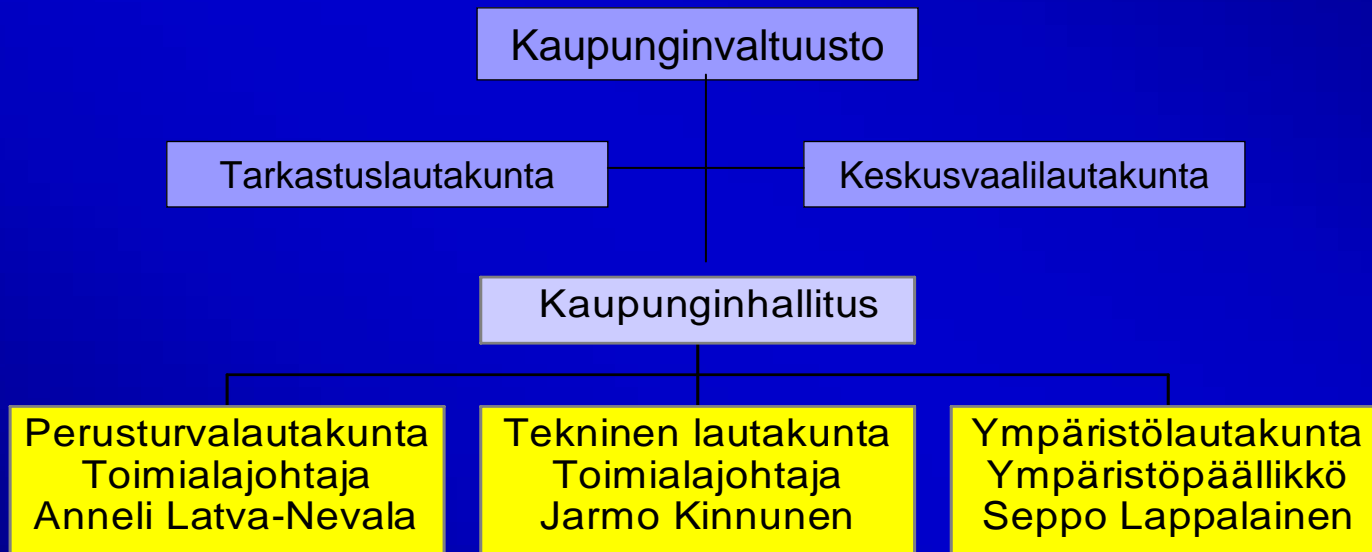 Kaupunginvaltuusto
Tarkastuslautakunta
Keskusvaalilautakunta
Kaupunginhallitus
Perusturvalautakunta
Toimialajohtaja
Anneli Latva-Nevala
Tekninen lautakunta
Toimialajohtaja
Jarmo Kinnunen
Ympäristölautakunta
Ympäristöpäällikkö
Seppo Lappalainen